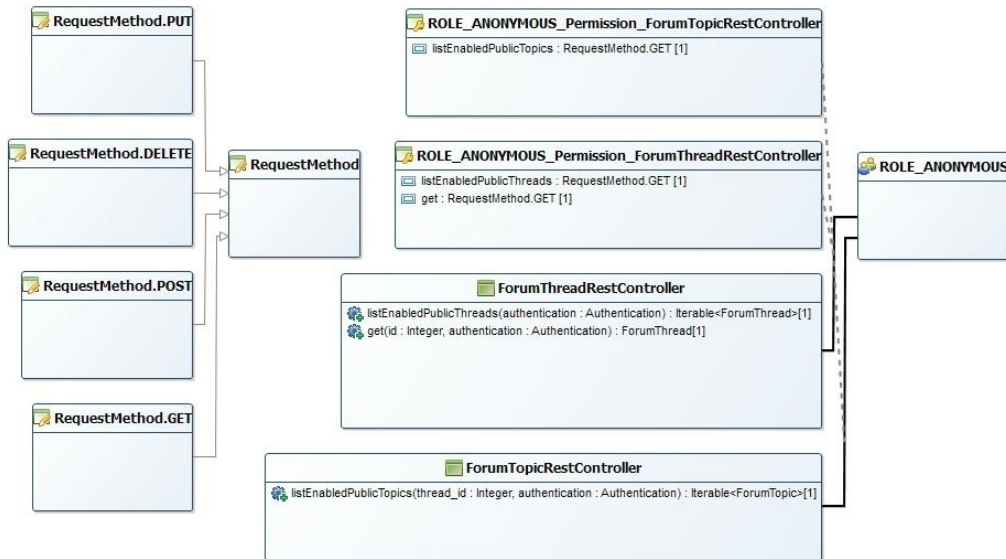 RequestMethod.PUT
RequestMethod.DELETE
RequestMethod.POST
RequestMethod.GET
RequestMethod
ROLE_ANONYMOUS_Permission_ForumTopicRestController
listEnabledPublicTopics : RequestMethod.GET [1]
ROLE_ANONYMOUS_Permission_ForumThreadRestController
listEnabledPublicThreads : RequestMethod.GET [1]
get : RequestMethod.GET [1]
ForumThreadRestController
listEnabledPublicThreads(authentication : Authentication) : Iterable<ForumThread>[1]
get(id : Integer, authentication : Authentication) : ForumThread[1]
ForumTopicRestController
listEnabledPublicTopics(thread_id : Integer, authentication : Authentication) : Iterable<ForumTopic>[1]
ROLE_ANONYMOUS